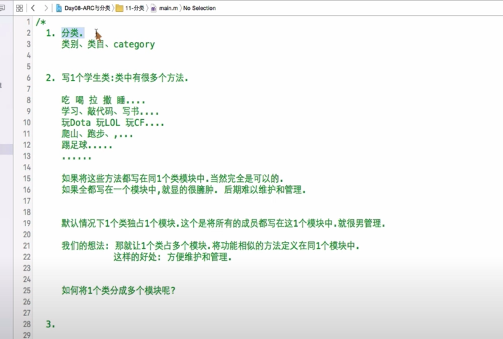 Day08-ARC与分类 〉 11-分类 〉 main.m 〉 No Selection
1 /*
2 1. 分类.
3 类别、类目、category
4
5
6 2. 写1个学生类:类中有很多个方法.
7
8 吃 喝 拉 撒 睡....
9 学习、敲代码、写书....
10 玩Dota 玩LOL 玩CF....
11 爬山、跑步、,...
12 踢足球.....
13 ......
14
15 如果将这些方法都写在同1个类模块中.当然完全是可以的.
16 如果全都写在一个模块中,就显的很臃肿. 后期难以维护和管理.
17
18
19 默认情况下1个类独占1个模块.这个是将所有的成员都写在这1个模块中.就很男管理.
20
21 我们的想法: 那就让1个类占多个模块.将功能相似的方法定义在同1个模块中.
22 这样的好处: 方便维护和管理.
23
24
25 如何将1个类分成多个模块呢?
26
27
28 3.
29